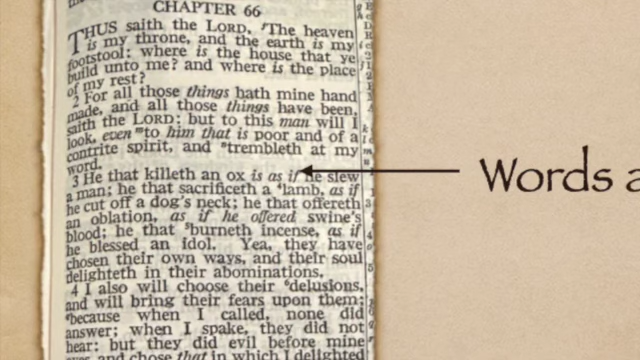 CHAPTER 66
THUS saith the LORD, The heaven
is my throne, and the earth is my
footstool: where is the house that ye
build unto me? and where is the place
of my rest?
2 For all those things hath mine hand
made, and all those things have been,
saith the LORD: but to this man will I
look, even to him that is poor and of a
contrite spirit, and trembleth at my
word.
3 He that killeth an ox is as if he slew
a man; he that sacrificeth a lamb, as if
he cut off a dog's neck; he that offereth
an oblation, as if he offered swine's
blood; he that burneth incense, as if
he blessed an idol. Yea, they have
chosen their own ways, and their soul
delighteth in their abominations.
4 I also will choose their delusions,
and will bring their fears upon them;
because when I called, none did
answer; when I spake, they did not
hear: but they did evil before mine
and chose that in which I delighted
Words a